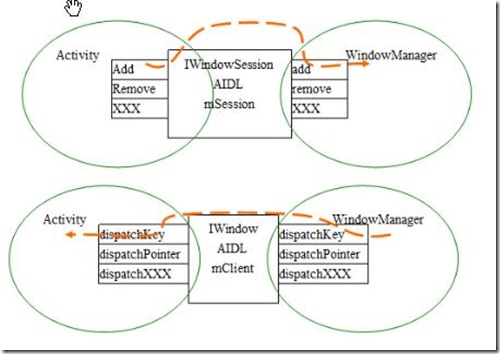 Activity
IWindowSession
AIDL
mSession
WindowManager
Add
Remove
XXX
add
remove
XXX
Activity
IWindow
AIDL
mClient
WindowManager
dispatchKey
dispatchPointer
dispatchXXX
dispatchKey
dispatchPointer
dispatchXXX